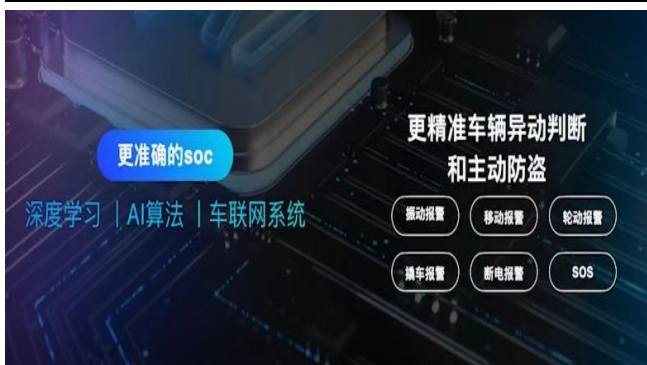 更准确的soc
深度学习 | AI算法 | 车联网系统
更精准车辆异动判断
和主动防盗
振动报警
移动报警
轮动报警
撬车报警
断电报警
SOS